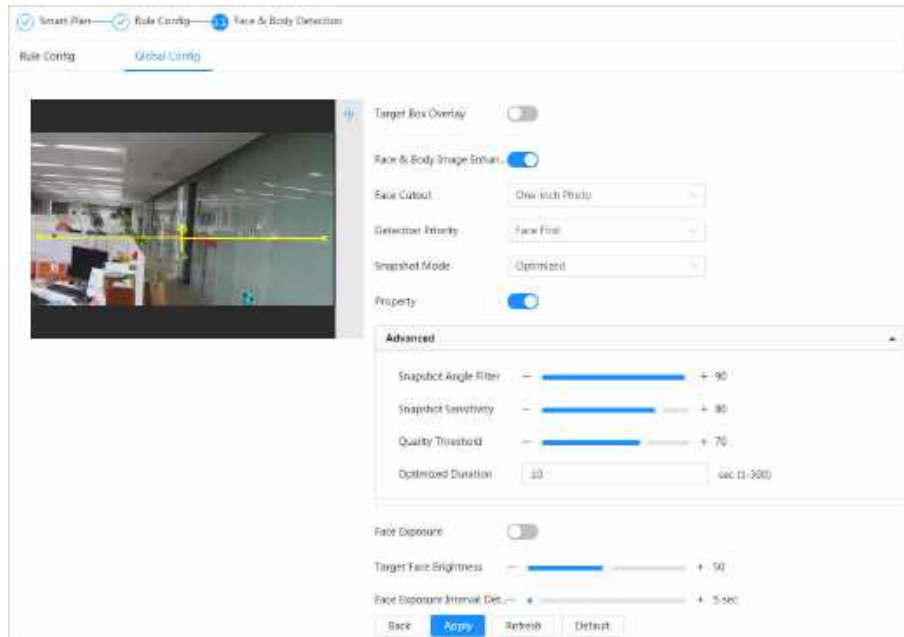 Smart Plan Rule Config Face & Body Detection
Rule Config Global Config
Target Box Overlay
Face & Body Image Enhan...
Face Cutout One-Inch Photo
Detection Priority Face First
Snapshot Mode Optimized
Property
Advanced
Snapshot Angle Filter − + 90
Snapshot Sensitivity − + 80
Quality Threshold − + 70
Optimized Duration 10 sec (1-300)
Face Exposure
Target Face Brightness − + 50
Face Exposure Interval Det... − + 5 sec
Back Apply Refresh Default